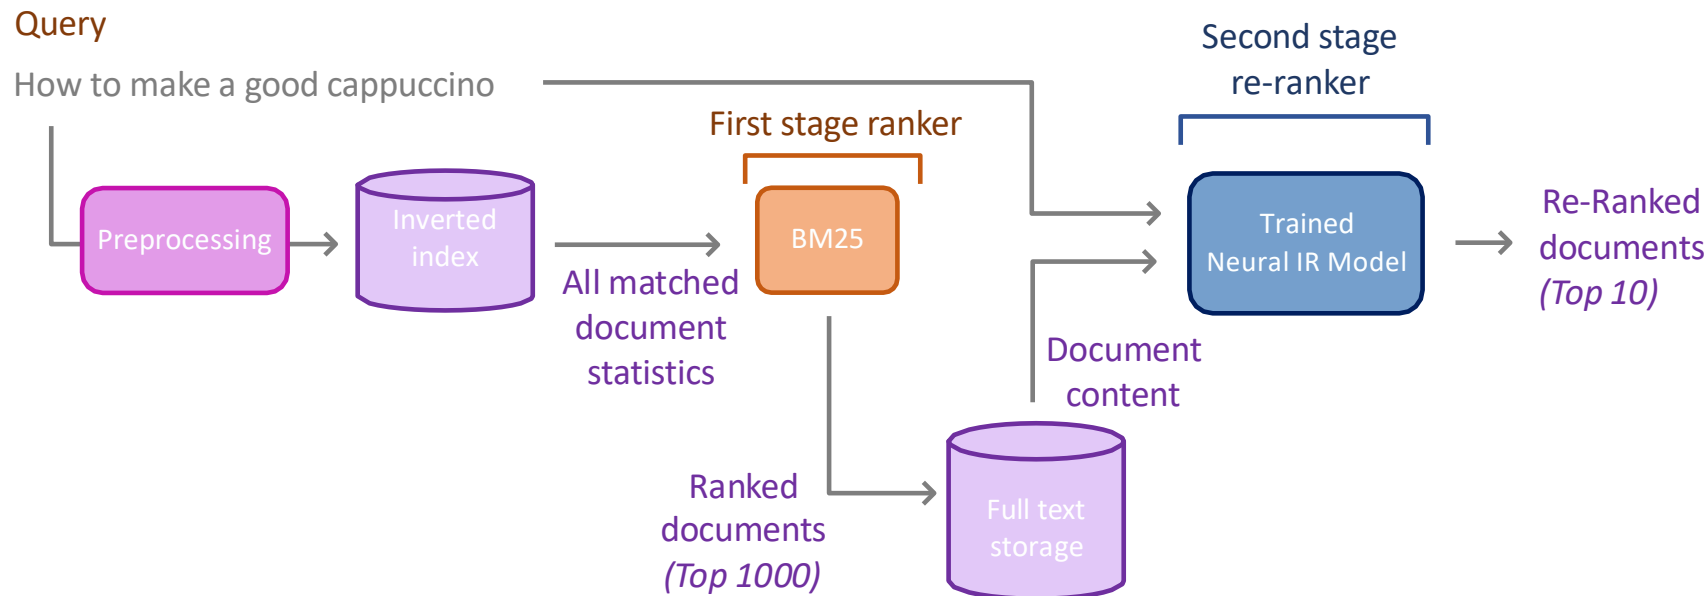 Query
How to make a good cappuccino
Second stage
re-ranker
First stage ranker
Preprocessing
Inverted
index
All matched
document
statistics
BM25
Ranked
documents
(Top 1000)
Full text
storage
Document
content
Trained
Neural IR Model
Re-Ranked
documents
(Top 10)